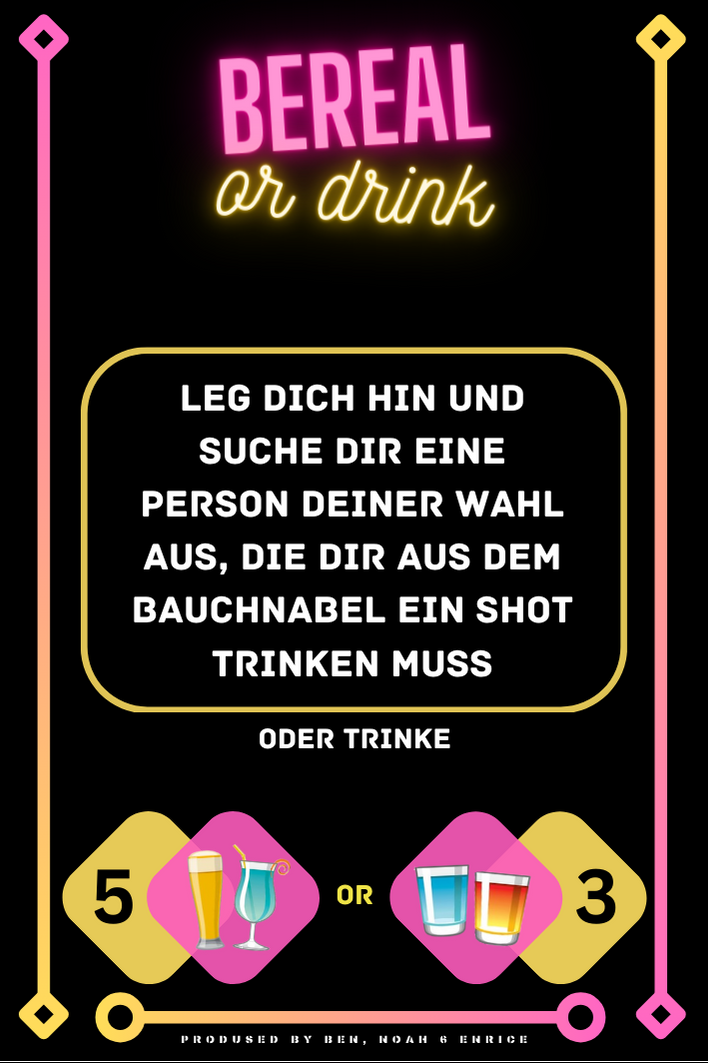 BEREAL
or drink
LEG DICH HIN UND
SUCHE DIR EINE
PERSON DEINER WAHL
AUS, DIE DIR AUS DEM
BAUCHNABEL EIN SHOT
TRINKEN MUSS
ODER TRINKE
5 OR 3
PRODUSED BY BEN, NOAH & ENRICE